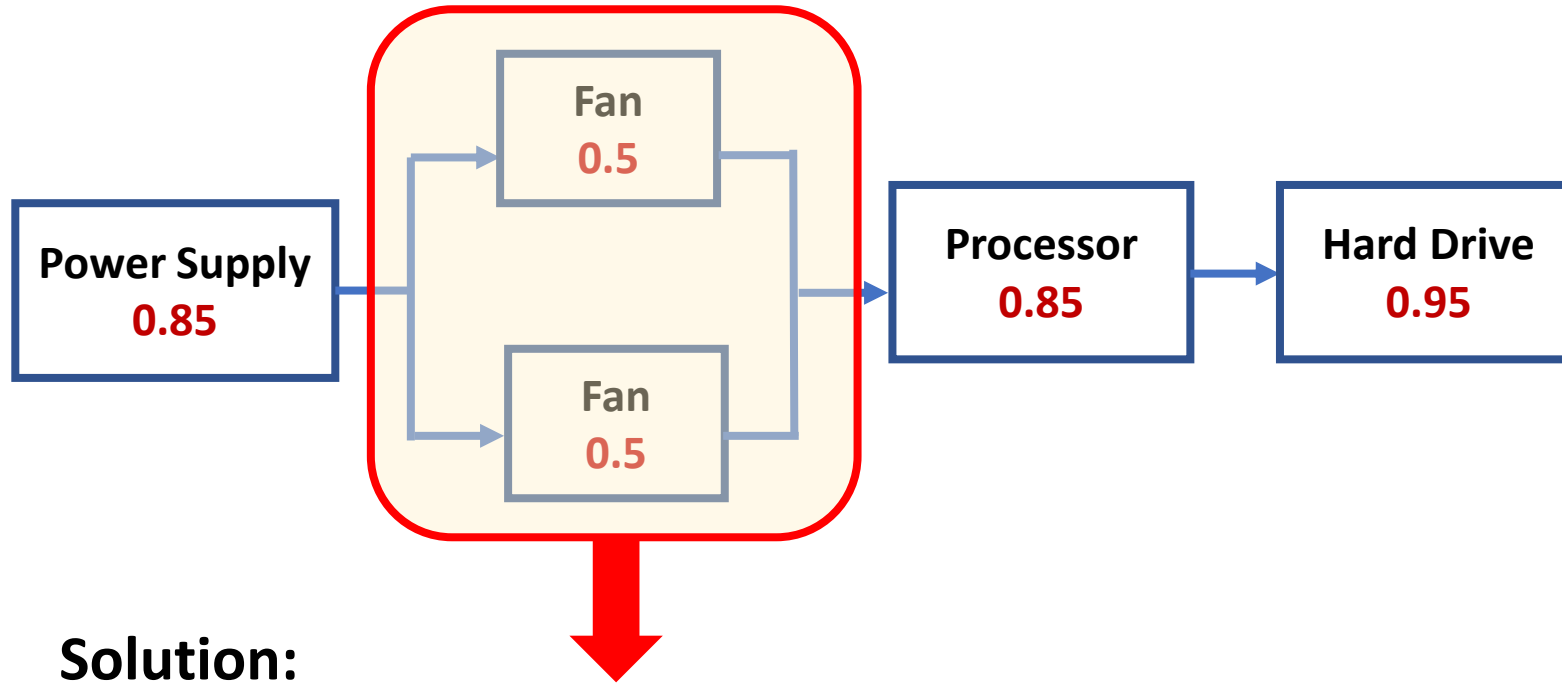 Fan
0.5
Power Supply
0.85
Fan
0.5
Processor
0.85
Hard Drive
0.95
Solution: